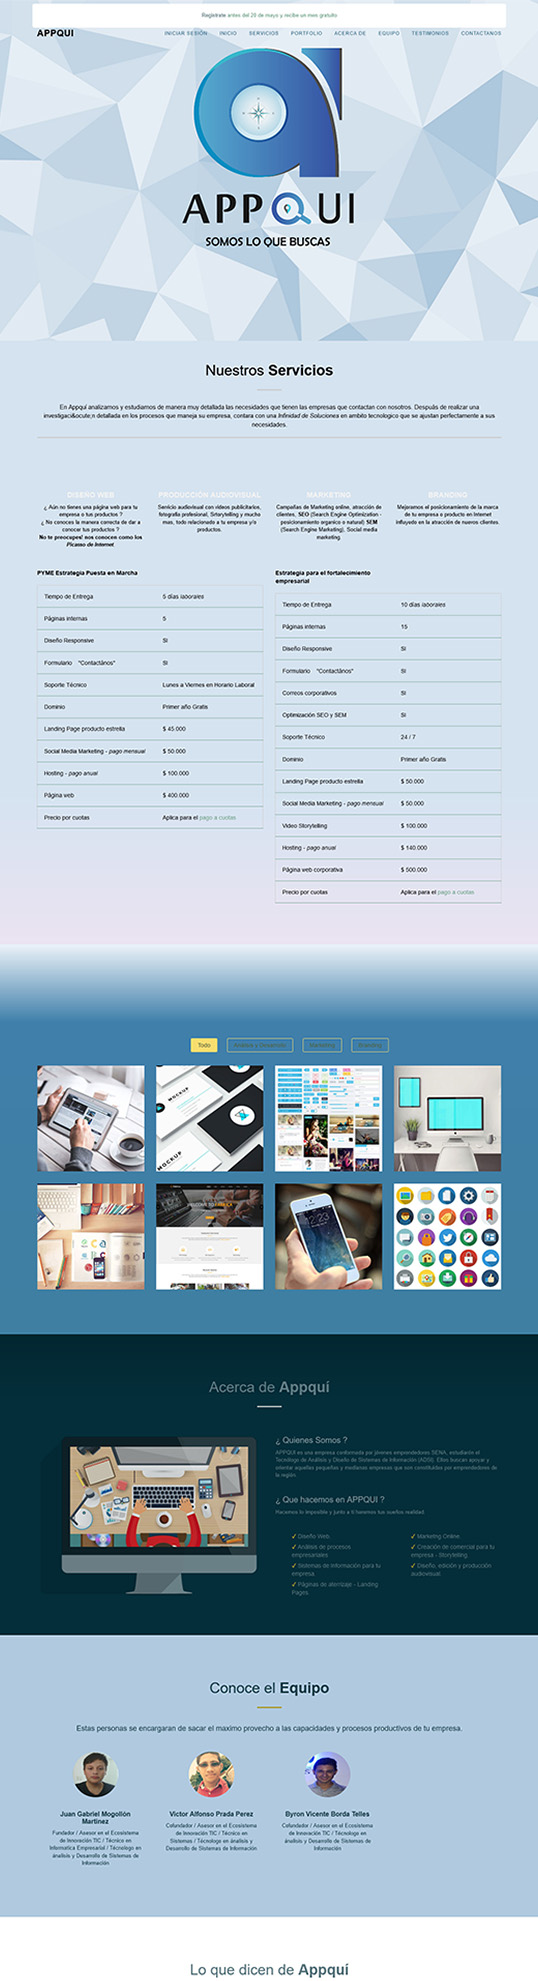 Regístrate antes del 20 de mayo y recibe un mes gratuito
APPQUI
INICIAR SESIÓN INICIO SERVICIOS PORTFOLIO ACERCA DE EQUIPO TESTIMONIOS CONTACTANOS
APPQUI
SOMOS LO QUE BUSCAS
Nuestros Servicios
En Appquí analizamos y estudiamos de manera muy detallada las necesidades que tienen las empresas que contactan con nosotros. Después de realizar una
investigaci&ocute;n detallada en los procesos que maneja su empresa, contara con una Infinidad de Soluciones en ambito tecnologico que se ajustan perfectamente a sus
necesidades.
DISEÑO WEB
¿ Aún no tienes una página web para tu
empresa o tus productos ?
¿ No conoces la manera correcta de dar a
conocer tus productos ?
No te preocupes! nos conocen como los
Picasso de Internet
PRODUCCIÓN AUDIOVISUAL
Servicio audiovisual con videos publicitarios,
fotografía profesional, Sotrytelling y mucho
mas, todo relacionado a tu empresa y/o
productos.
MARKETING
Campañas de Marketing online, atracción de
clientes, SEO (Search Engine Optimization -
posicionamiento organico o natural) SEM
(Search Engine Marketing), Social media
marketing.
BRANDING
Mejoramos el posicionamiento de la marca
de tu empresa o producto en Internet
influyedo en la atracción de nuevos clientes.
PYME Estrategia Puesta en Marcha
Tiempo de Entrega 5 días laborales
Páginas internas 5
Diseño Responsive SI
Formulario "Contactános" SI
Soporte Técnico Lunes a Viernes en Horario Laboral
Dominio Primer año Gratis
Landing Page producto estrella $ 45.000
Social Media Marketing - pago mensual $ 50.000
Hosting - pago anual $ 100.000
Página web $ 400.000
Precio por cuotas Aplica para el pago a cuotas
Estrategia para el fortalecimiento
empresarial
Tiempo de Entrega 10 días laborales
Páginas internas 15
Diseño Responsive SI
Formulario "Contactános" SI
Correos corporativos SI
Optimización SEO y SEM SI
Soporte Técnico 24 / 7
Dominio Primer año Gratis
Landing Page producto estrella $ 50.000
Social Media Marketing - pago mensual $ 50.000
Video Storytelling $ 100.000
Hosting - pago anual $ 140.000
Página web corporativa $ 500.000
Precio por cuotas Aplica para el pago a cuotas
Todo Análisis y Desarrollo Marketing Branding
MOCKUP
MOCKUP
Acerca de Appquí
¿ Quienes Somos ?
APPQUI es una empresa conformada por jóvenes emprendedores SENA, estudiarón el
Tecnólogo de Análisis y Diseño de Sistemas de Información (ADSI). Ellos buscan apoyar y
orientar aquellas pequeñas y medianas empresas que son constituidas por emprendedores de
la región.
¿ Que hacemos en APPQUI ?
Hacemos lo imposible y junto a ti haremos tus sueños realidad.
✓ Diseño Web.
✓ Análisis de procesos
empresariales
✓ Sistemas de información para tu
empresa
✓ Páginas de aterrizaje - Landing
Pages.
✓ Marketing Online.
✓ Creación de comercial para tu
empresa - Storytelling
✓ Diseño, edición y producción
audiovisual.
Conoce el Equipo
Estas personas se encargaran de sacar el maximo provecho a las capacidades y procesos productivos de tu empresa.
Juan Gabriel Mogollón
Martinez
Fundador / Asesor en el Ecosistema
de Innovación TIC / Técnico en
Informatica Empresarial / Técnologo en
ánalisis y Desarrollo de Sistemas de
Información
Victor Alfonso Prada Perez
Cofundador / Asesor en el Ecosistema
de Innovación TIC / Técnico en
Sistemas / Técnologo en ánalisis y
Desarrollo de Sistemas de Información
Byron Vicente Borda Telles
Cofundador / Asesor en el Ecosistema
de Innovación TIC / Técnologo en
ánalisis y Desarrollo de Sistemas de
Información
Lo que dicen de Appquí